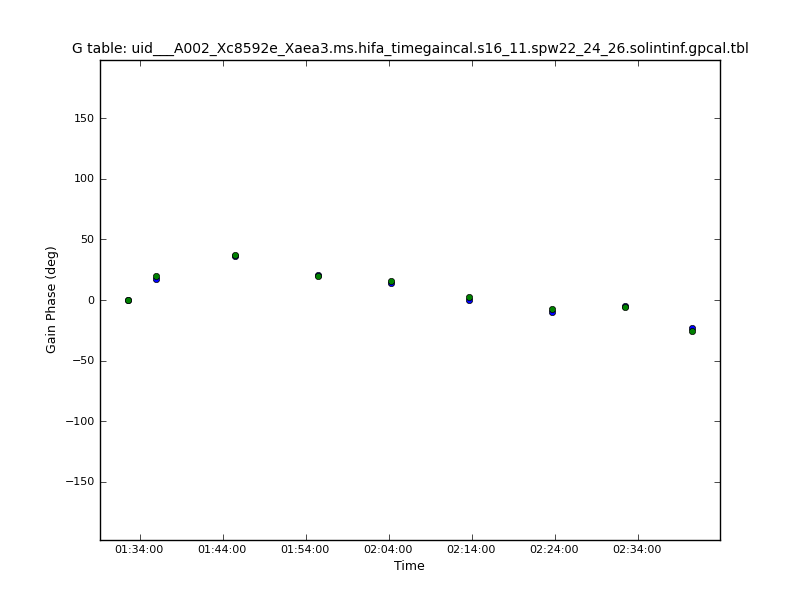 G table: uid___A002_Xc8592e_Xaea3.ms.hifa_timegaincal.s16_11.spw22_24_26.solintinf.gpcal.tbl
150
100
50
0
−50
−100
−150
Gain Phase (deg)
01:34:00 01:44:00 01:54:00 02:04:00 02:14:00 02:24:00 02:34:00
Time